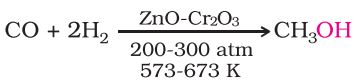 CO + 2H₂ ZnO-Cr₂O₃ CH₃OH
200-300 atm
573-673 K